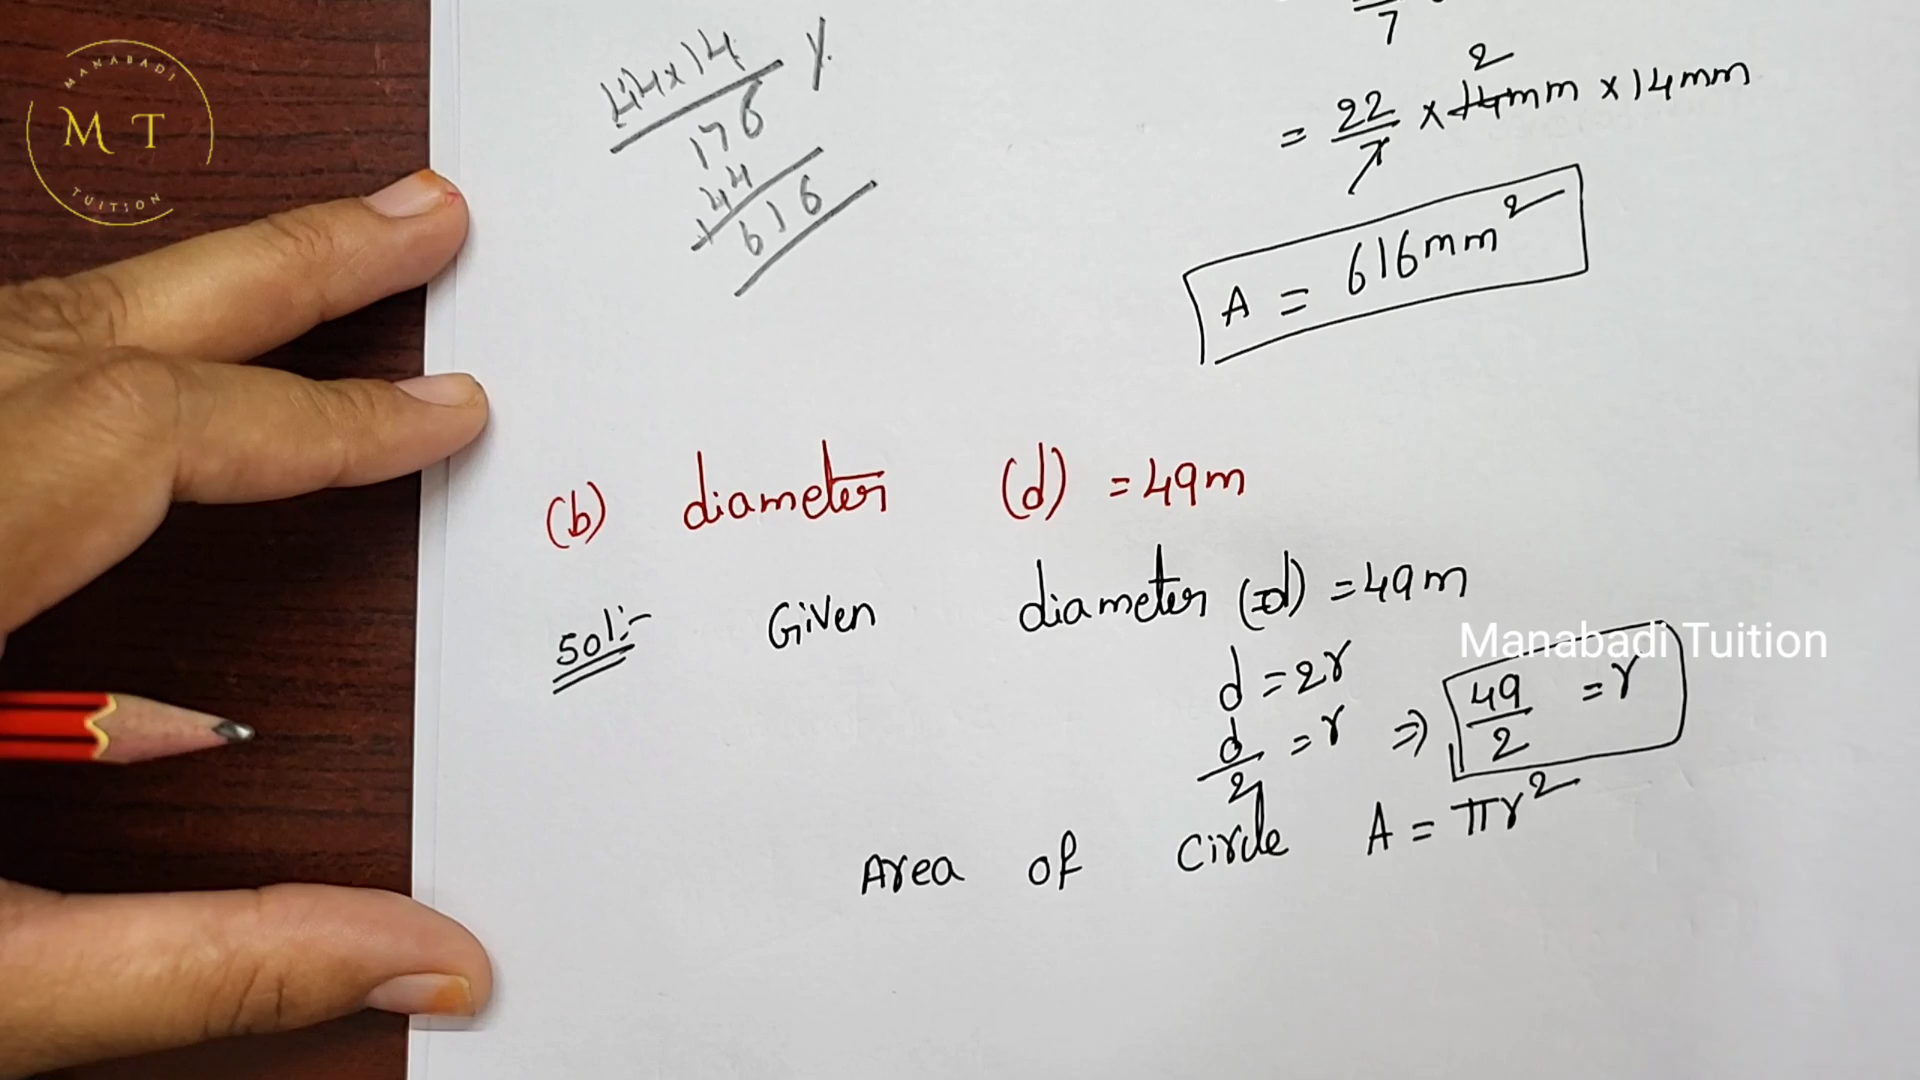 MANABADI
MT
TUITION
44x14
176
+44
616
7
2
= 22/7 × 14mm × 14mm
A = 616mm²
(b) diameter (d) = 49m
Sol:- Given diameter (d) = 49m
Manabadi Tuition
d = 2r
d/2 = r ⇒ 49/2 = r
Area of Circle A = πr²